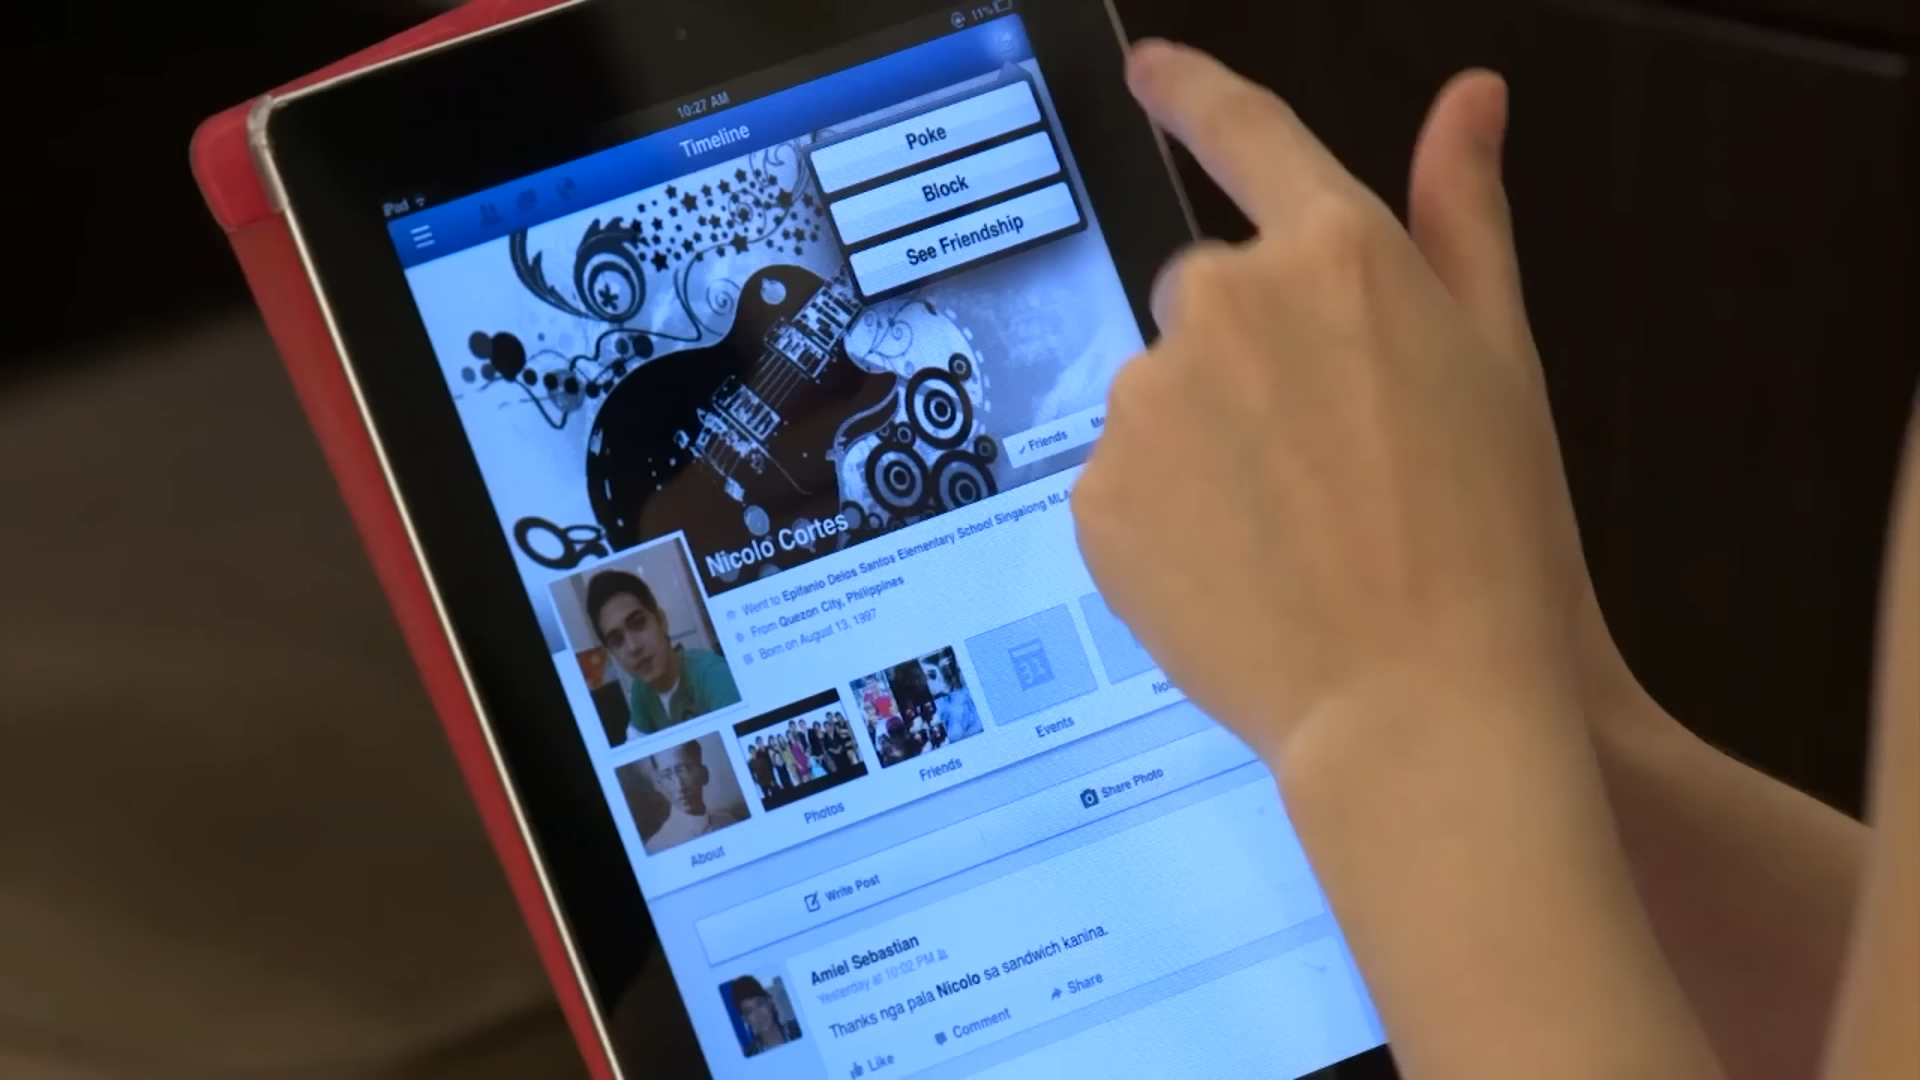 iPad
10:27 AM
11%
Timeline
Poke
Block
See Friendship
✓ Friends
Nicolo Cortes
Went to Epifanio Delos Santos Elementary School Singalong MLA
From Quezon City, Philippines
Born on August 13, 1997
31
About
Photos
Friends
Events
Write Post
Share Photo
Amiel Sebastian
Yesterday at 10:02 PM
Thanks nga pala Nicolo sa sandwich kanina.
Like
Comment
Share